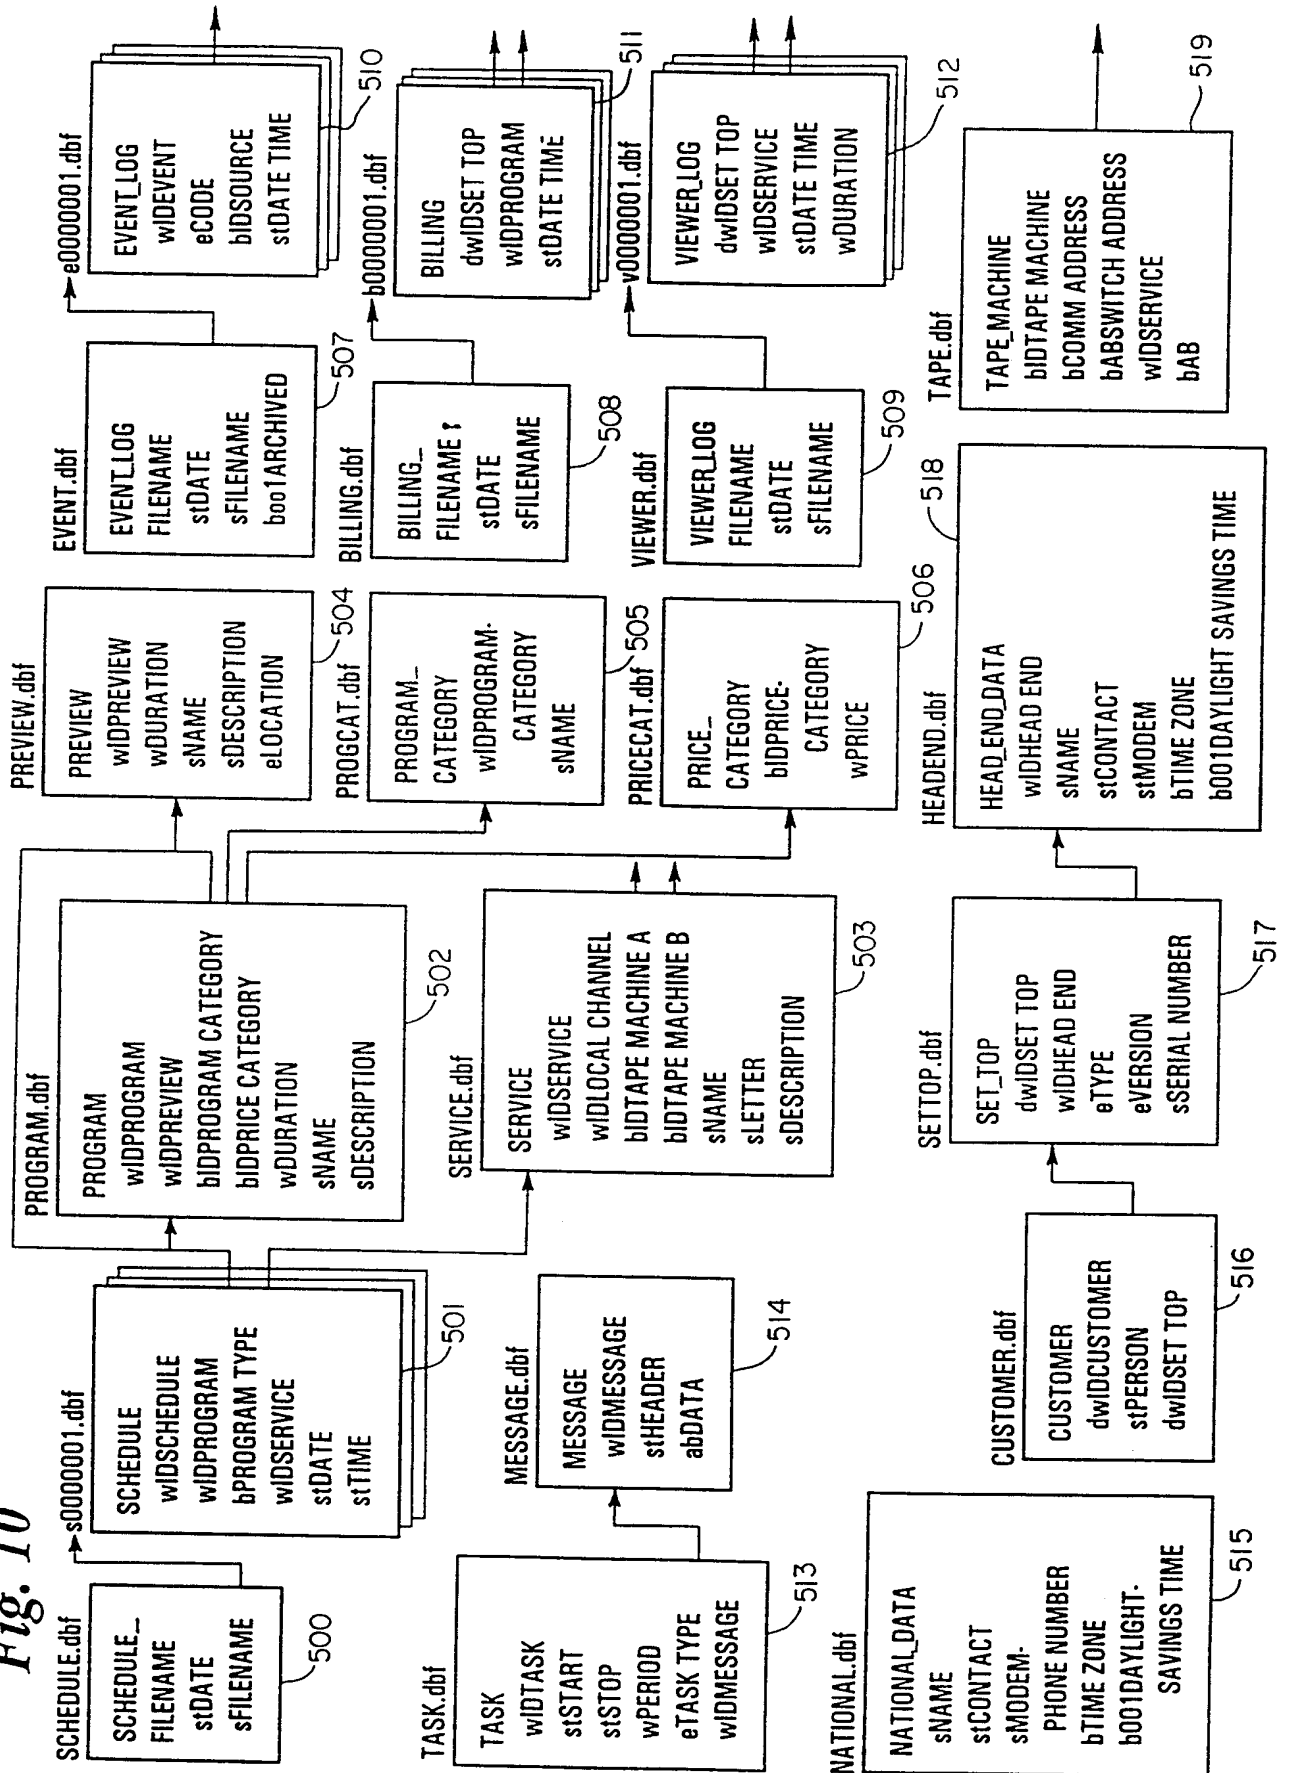 Fig. 10
SCHEDULE.dbf
SCHEDULE_
FILENAME
stDATE
sFILENAME
500
s0000001.dbf
SCHEDULE
wIDSCHEDULE
wIDPROGRAM
bPROGRAM TYPE
wIDSERVICE
stDATE
stTIME
501
PROGRAM.dbf
PROGRAM
wIDPROGRAM
wIDPREVIEW
bIDPROGRAM CATEGORY
bIDPRICE CATEGORY
wDURATION
sNAME
sDESCRIPTION
502
PREVIEW.dbf
PREVIEW
wIDPREVIEW
wDURATION
sNAME
sDESCRIPTION
eLOCATION
504
EVENT.dbf
EVENT_LOG
FILENAME
stDATE
sFILENAME
boo1ARCHIVED
507
e0000001.dbf
EVENT_LOG
wIDEVENT
eCODE
bIDSOURCE
stDATE TIME
510
PROGCAT.dbf
PROGRAM_
CATEGORY
wIDPROGRAM-
CATEGORY
sNAME
505
BILLING.dbf
BILLING_
FILENAME
stDATE
sFILENAME
508
b0000001.dbf
BILLING
dwIDSET TOP
wIDPROGRAM
stDATE TIME
511
TASK.dbf
TASK
wIDTASK
stSTART
stSTOP
wPERIOD
eTASK TYPE
wIDMESSAGE
513
MESSAGE.dbf
MESSAGE
wIDMESSAGE
stHEADER
abDATA
514
SERVICE.dbf
SERVICE
wIDSERVICE
wIDLOCAL CHANNEL
bIDTAPE MACHINE A
bIDTAPE MACHINE B
sNAME
sLETTER
sDESCRIPTION
503
PRICECAT.dbf
PRICE_
CATEGORY
bIDPRICE-
CATEGORY
wPRICE
506
VIEWER.dbf
VIEWER_LOG
FILENAME
stDATE
sFILENAME
509
v0000001.dbf
VIEWER_LOG
dwIDSET TOP
wIDSERVICE
stDATE TIME
wDURATION
512
NATIONAL.dbf
NATIONAL_DATA
sNAME
stCONTACT
sMODEM-
PHONE NUMBER
bTIME ZONE
b001DAYLIGHT-
SAVINGS TIME
515
CUSTOMER.dbf
CUSTOMER
dwIDCUSTOMER
stPERSON
dwIDSET TOP
516
SETTOP.dbf
SET_TOP
dwIDSET TOP
wIDHEAD END
eTYPE
eVERSION
sSERIAL NUMBER
517
HEADEND.dbf
HEAD_END_DATA
wIDHEAD END
sNAME
stCONTACT
stMODEM
bTIME ZONE
b001DAYLIGHT SAVINGS TIME
518
TAPE.dbf
TAPE_MACHINE
bIDTAPE MACHINE
bCOMM ADDRESS
bABSWITCH ADDRESS
wIDSERVICE
bAB
519